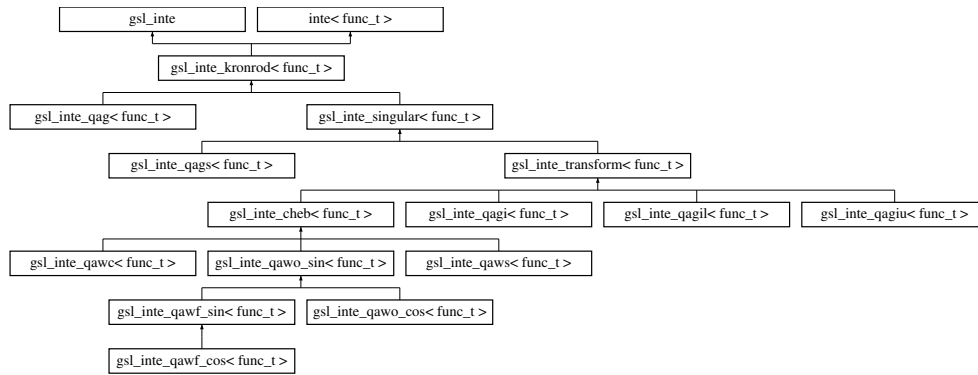 gsl_inte
inte< func_t >
gsl_inte_kronrod< func_t >
gsl_inte_qag< func_t >
gsl_inte_singular< func_t >
gsl_inte_qags< func_t >
gsl_inte_transform< func_t >
gsl_inte_cheb< func_t >
gsl_inte_qagi< func_t >
gsl_inte_qagil< func_t >
gsl_inte_qagiu< func_t >
gsl_inte_qawc< func_t >
gsl_inte_qawo_sin< func_t >
gsl_inte_qaws< func_t >
gsl_inte_qawf_sin< func_t >
gsl_inte_qawo_cos< func_t >
gsl_inte_qawf_cos< func_t >